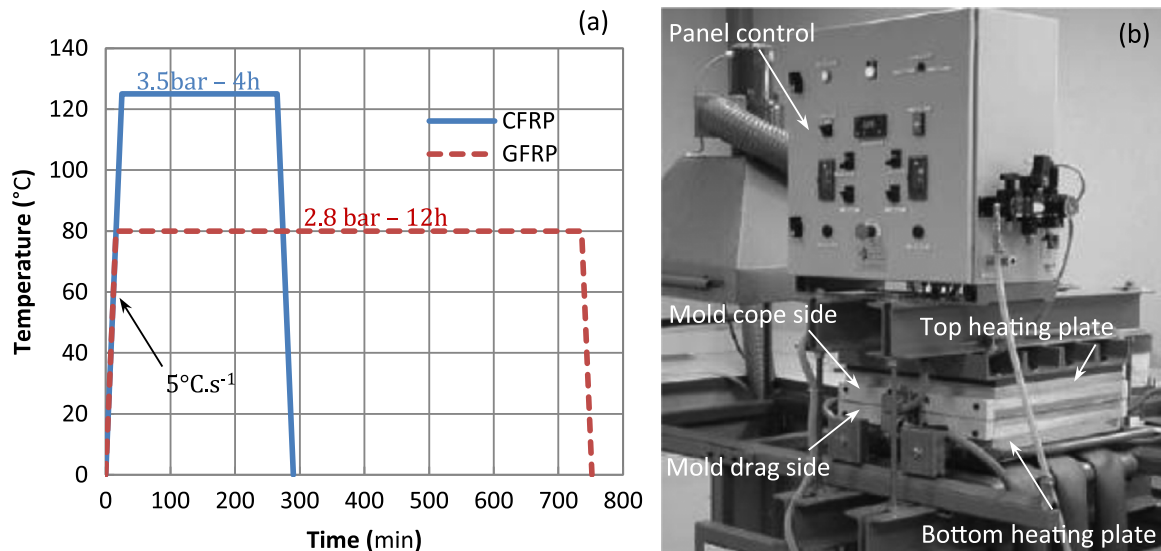 (a)
140
120
100
80
60
40
20
0
Temperature (°C)
3.5bar – 4h
CFRP
GFRP
2.8 bar – 12h
5°C.s-1
0 100 200 300 400 500 600 700 800
Time (min)
(b)
Panel control
Mold cope side
Top heating plate
Mold drag side
Bottom heating plate